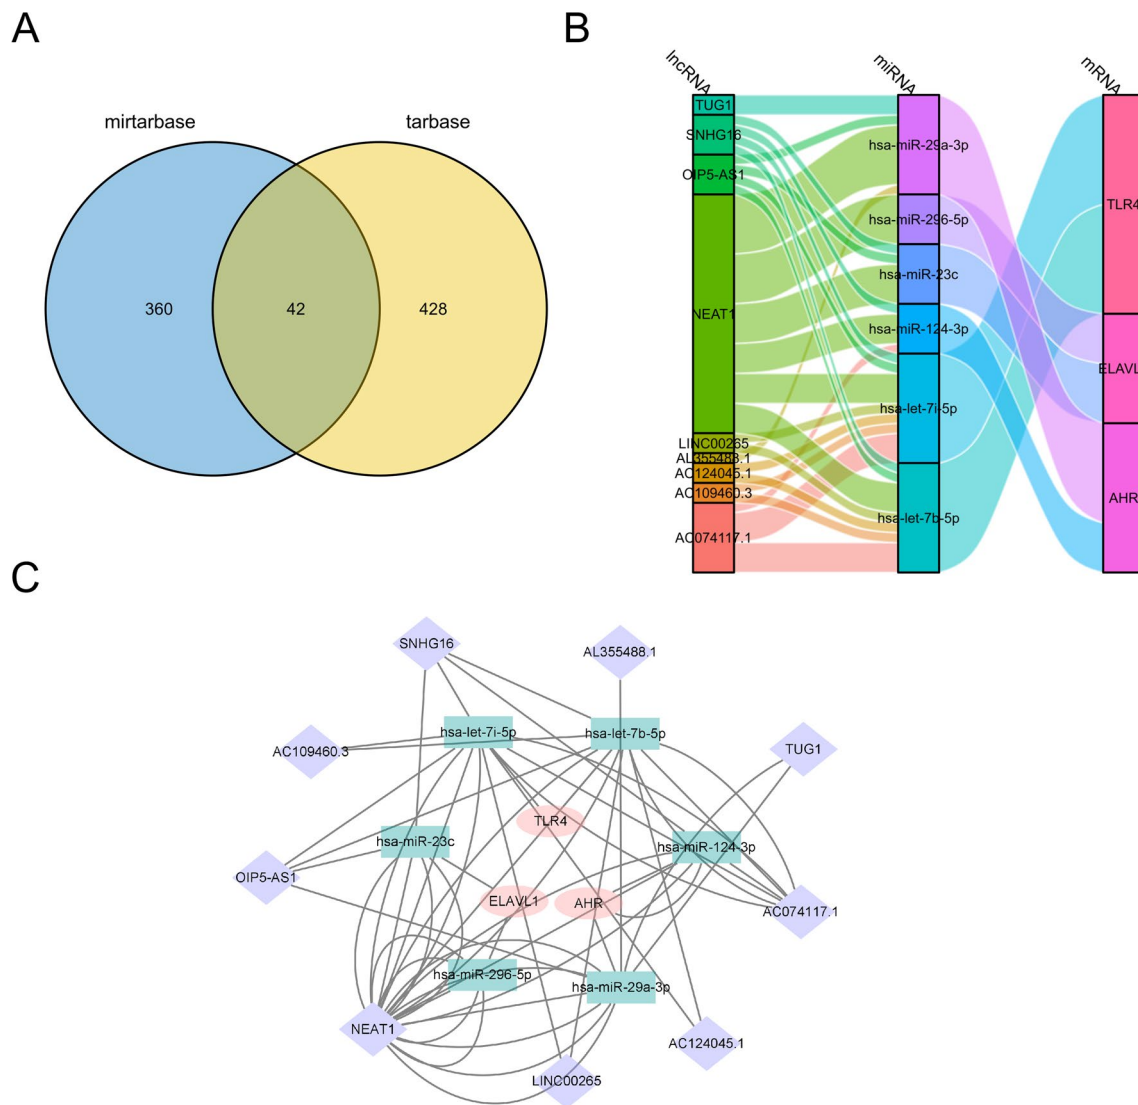 A
mirtarbase
tarbase
360
42
428
B
lncRNA
miRNA
mRNA
TUG1
SNHG16
OIP5-AS1
NEAT1
LINC00265
AL355488.1
AC124045.1
AC109460.3
AC074117.1
hsa-miR-29a-3p
hsa-miR-296-5p
hsa-miR-23c
hsa-miR-124-3p
hsa-let-7i-5p
hsa-let-7b-5p
TLR4
ELAVL
AHR
C
SNHG16
AL355488.1
hsa-let-7i-5p
hsa-let-7b-5p
AC109460.3
TUG1
TLR4
hsa-miR-23c
hsa-miR-124-3p
OIP5-AS1
ELAVL1
AHR
AC074117.1
hsa-miR-296-5p
hsa-miR-29a-3p
NEAT1
AC124045.1
LINC00265